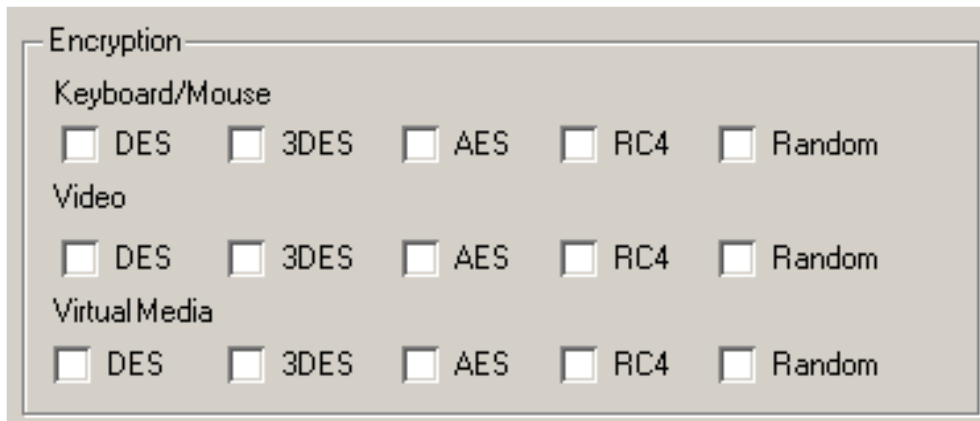 Encryption
Keyboard/Mouse
DES 3DES AES RC4 Random
Video
DES 3DES AES RC4 Random
Virtual Media
DES 3DES AES RC4 Random